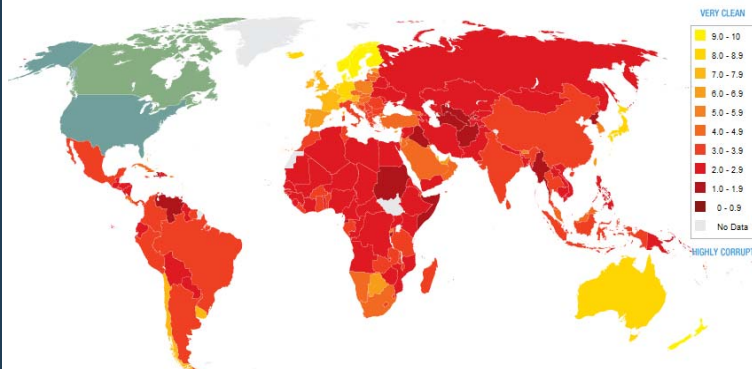 VERY CLEAN
9.0 - 10
8.0 - 8.9
7.0 - 7.9
6.0 - 6.9
5.0 - 5.9
4.0 - 4.9
3.0 - 3.9
2.0 - 2.9
1.0 - 1.9
0 - 0.9
No Data
HIGHLY CORRUPT